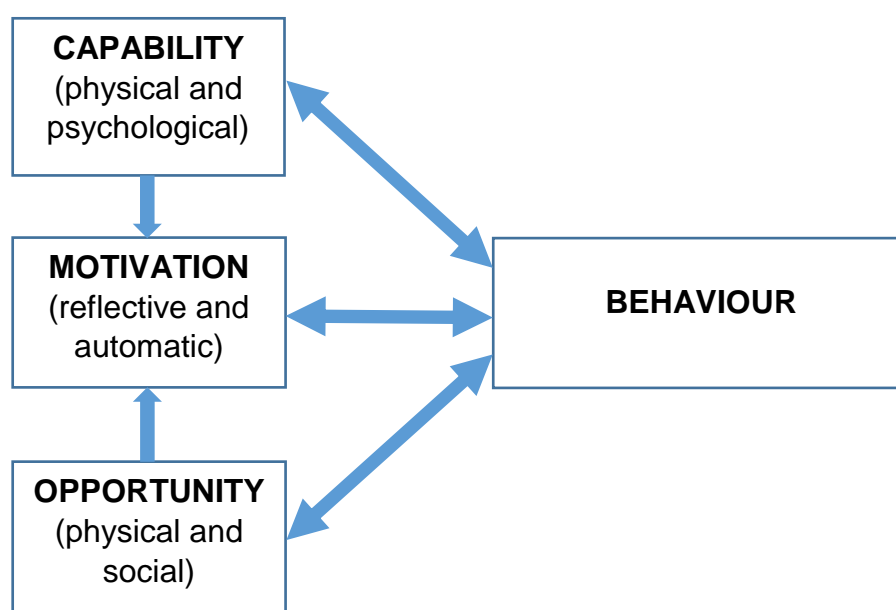 CAPABILITY
(physical and
psychological)
MOTIVATION
(reflective and
automatic)
BEHAVIOUR
OPPORTUNITY
(physical and
social)